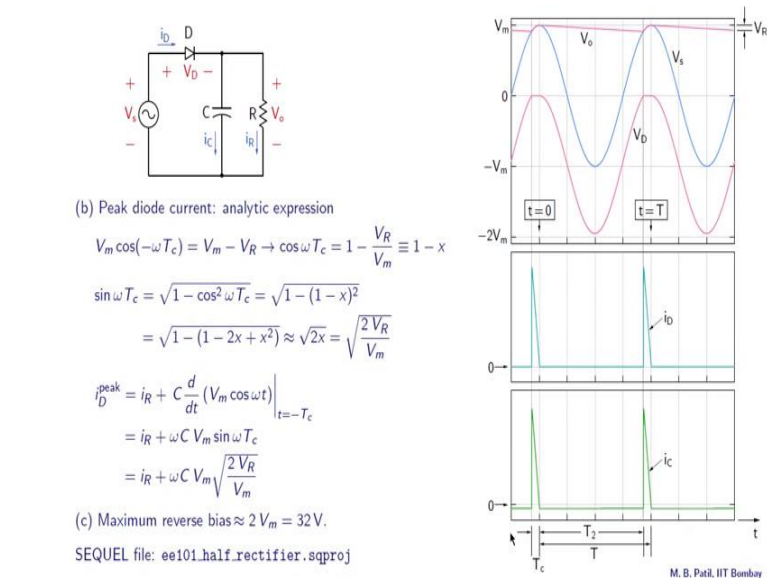 i_D D
+ V_D −
+ +
V_s C R V_o
i_C i_R
− −
(b) Peak diode current: analytic expression
V_m cos(−ωT_c) = V_m − V_R → cos ωT_c = 1 − V_R/V_m ≡ 1 − x
sin ωT_c = √(1 − cos² ωT_c) = √(1 − (1 − x)²)
= √(1 − (1 − 2x + x²)) ≈ √(2x) = √(2 V_R/V_m)
i_D^peak = i_R + C d/dt (V_m cos ωt)|_{t=−T_c}
= i_R + ωC V_m sin ωT_c
= i_R + ωC V_m √(2 V_R/V_m)
(c) Maximum reverse bias ≈ 2 V_m = 32 V.
SEQUEL file: ee101_half_rectifier.sqproj
V_m V_R
V_o
V_s
0
V_D
−V_m
t=0 t=T
−2V_m
i_D
0
i_C
0
T_2
T t
T_c
M. B. Patil, IIT Bombay